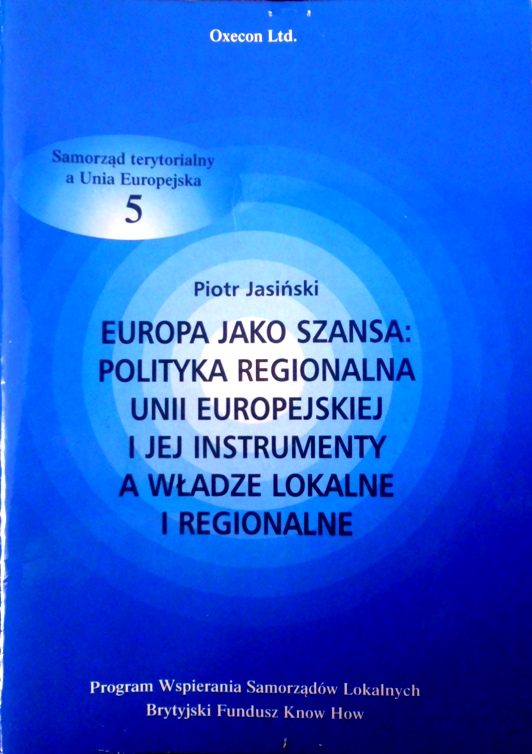 Oxecon Ltd.
Samorząd terytorialny
a Unia Europejska
5
Piotr Jasiński
EUROPA JAKO SZANSA:
POLITYKA REGIONALNA
UNII EUROPEJSKIEJ
I JEJ INSTRUMENTY
A WŁADZE LOKALNE
I REGIONALNE
Program Wspierania Samorządów Lokalnych
Brytyjski Fundusz Know How